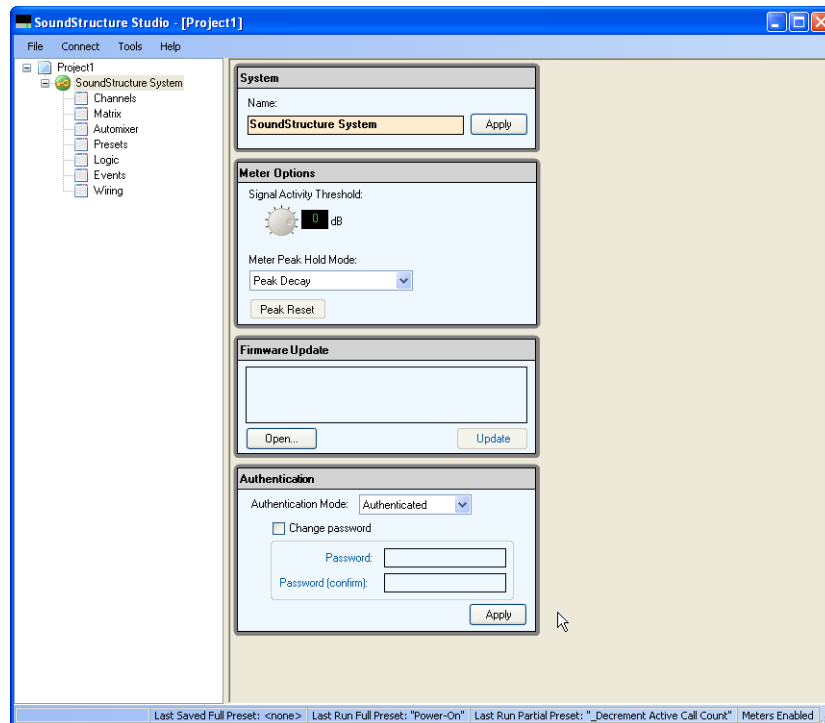 SoundStructure Studio - [Project1]
File Connect Tools Help
Project1
SoundStructure System
Channels
Matrix
Automixer
Presets
Logic
Events
Wiring
System
Name:
SoundStructure System Apply
Meter Options
Signal Activity Threshold:
0 dB
Meter Peak Hold Mode:
Peak Decay
Peak Reset
Firmware Update
Open... Update
Authentication
Authentication Mode: Authenticated
Change password
Password:
Password (confirm):
Apply
Last Saved Full Preset: <none> Last Run Full Preset: "Power-On" Last Run Partial Preset: "_Decrement Active Call Count" Meters Enabled